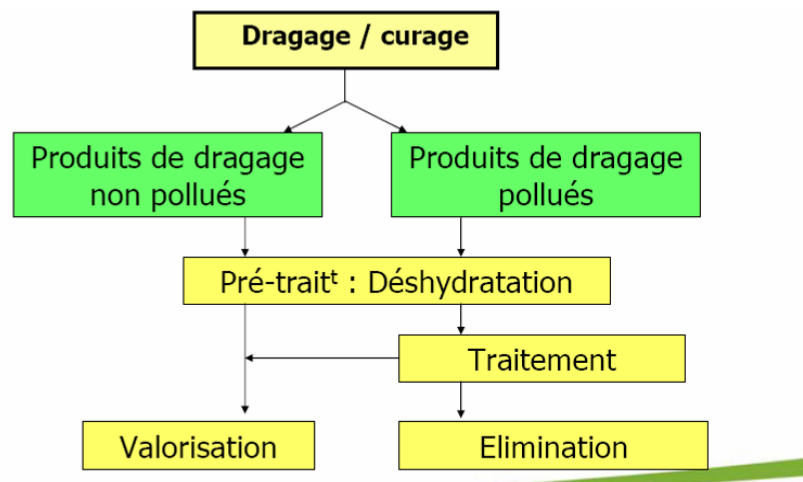 Dragage / curage
Produits de dragage
non pollués
Produits de dragage
pollués
Pré-traitᵗ : Déshydratation
Traitement
Valorisation
Elimination